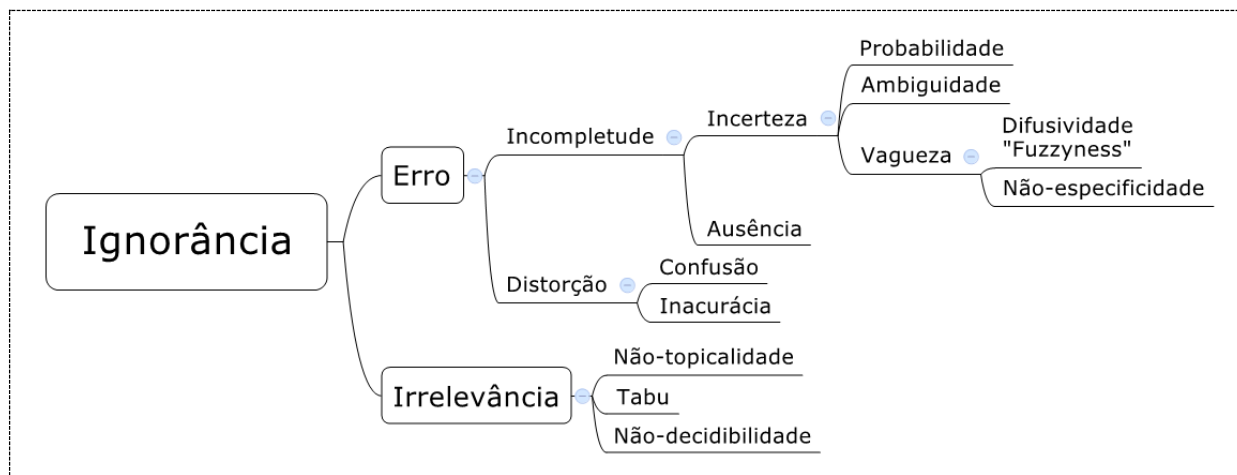 Ignorância
Erro
Incompletude
Incerteza
Probabilidade
Ambiguidade
Vagueza
Difusividade
"Fuzzyness"
Não-especificidade
Ausência
Distorção
Confusão
Inacurácia
Irrelevância
Não-topicalidade
Tabu
Não-decidibilidade